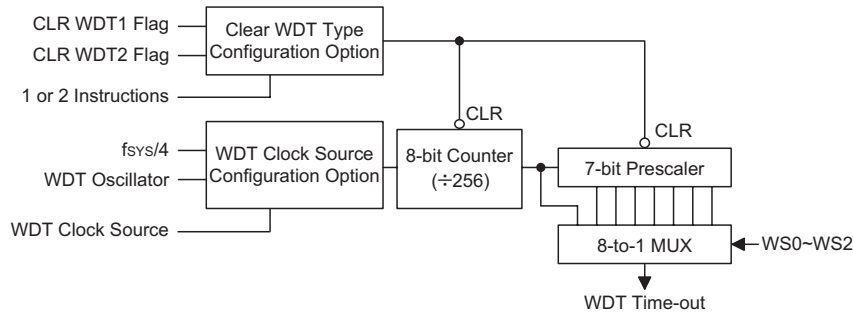 CLR WDT1 Flag
CLR WDT2 Flag
1 or 2 Instructions
Clear WDT Type
Configuration Option
CLR
CLR
fSYS/4
WDT Oscillator
WDT Clock Source
WDT Clock Source
Configuration Option
8-bit Counter
(÷256)
7-bit Prescaler
8-to-1 MUX
WS0~WS2
WDT Time-out